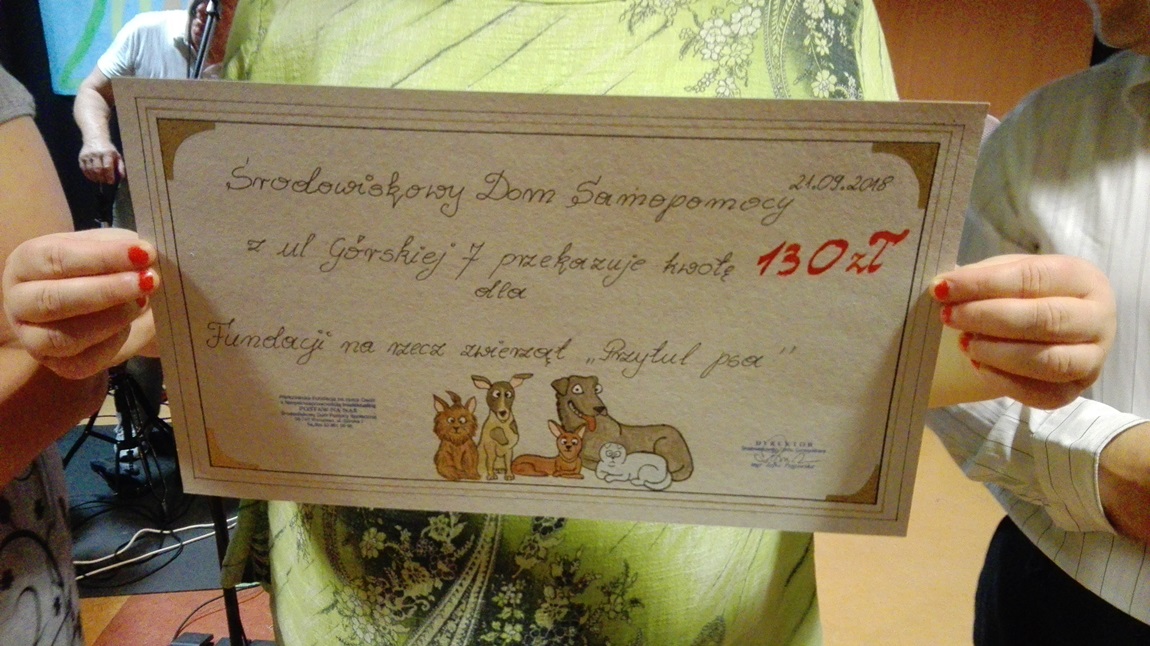 Środowiskowy Dom Samopomocy 21.09.2018
z ul Górskiej 7 przekazuje kwotę 130 zł
dla
Fundacji na rzecz zwierząt „Przytul psa"
DIREKTOR